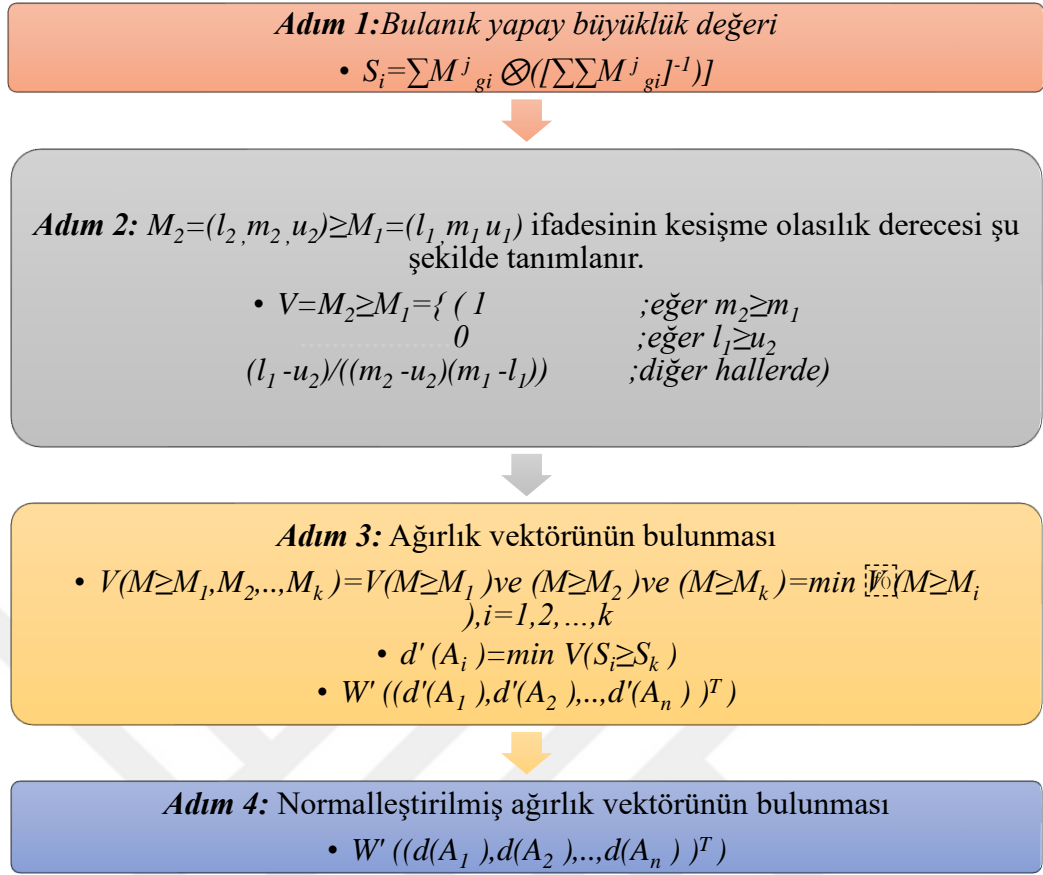 Adım 1:Bulanık yapay büyüklük değeri
• Sᵢ=∑M ʲ gi ⊗([∑∑M ʲ gi]⁻¹)]
Adım 2: M₂=(l₂,m₂,u₂)≥M₁=(l₁,m₁ u₁) ifadesinin kesişme olasılık derecesi şu
şekilde tanımlanır.
• V=M₂≥M₁={ ( 1 ;eğer m₂≥m₁
0 ;eğer l₁≥u₂
(l₁ -u₂)/((m₂ -u₂)(m₁ -l₁)) ;diğer hallerde)
Adım 3: Ağırlık vektörünün bulunması
• V(M≥M₁,M₂,..,Mₖ )=V(M≥M₁ )ve (M≥M₂ )ve (M≥Mₖ )=min (M≥Mᵢ
),i=1,2,...,k
• d' (Aᵢ )=min V(Sᵢ≥Sₖ )
• W' ((d'(A₁ ),d'(A₂ ),..,d'(Aₙ ) )ᵀ )
Adım 4: Normalleştirilmiş ağırlık vektörünün bulunması
• W' ((d(A₁ ),d(A₂ ),..,d(Aₙ ) )ᵀ )